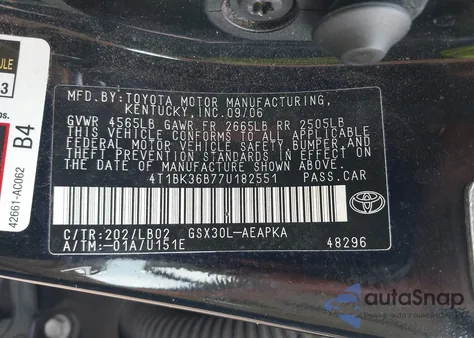 MFD.BY:TOYOTA MOTOR MANUFACTURING,
KENTUCKY, INC.09/06
GVWR 4565LB GAWR FR 2665LB RR 2505LB
THIS VEHICLE CONFORMS TO ALL APPLICABLE
FEDERAL MOTOR VEHICLE SAFETY, BUMPER, AND
THEFT PREVENTION STANDARDS IN EFFECT ON
THE DATE OF MANUFACTURE SHOWN ABOVE.
4T1BK36B77U182551 PASS.CAR
C/TR:202/LB02 GSX30L-AEAPKA
A/TM:-01A/U151E 48296
42661-AC062
B4
3
autoSnap